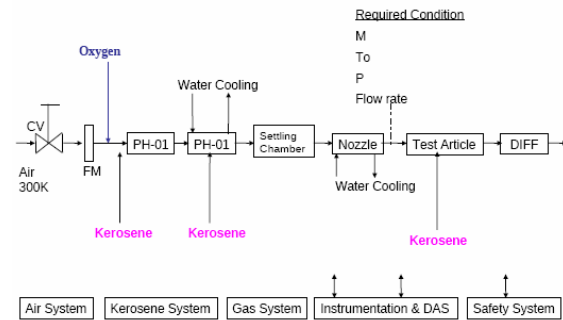 Required Condition
M
To
P
Flow rate
Oxygen
Water Cooling
CV
FM
PH-01
PH-01
Settling
Chamber
Nozzle
Test Article
DIFF
Air
300K
Water Cooling
Kerosene
Kerosene
Kerosene
Air System
Kerosene System
Gas System
Instrumentation & DAS
Safety System